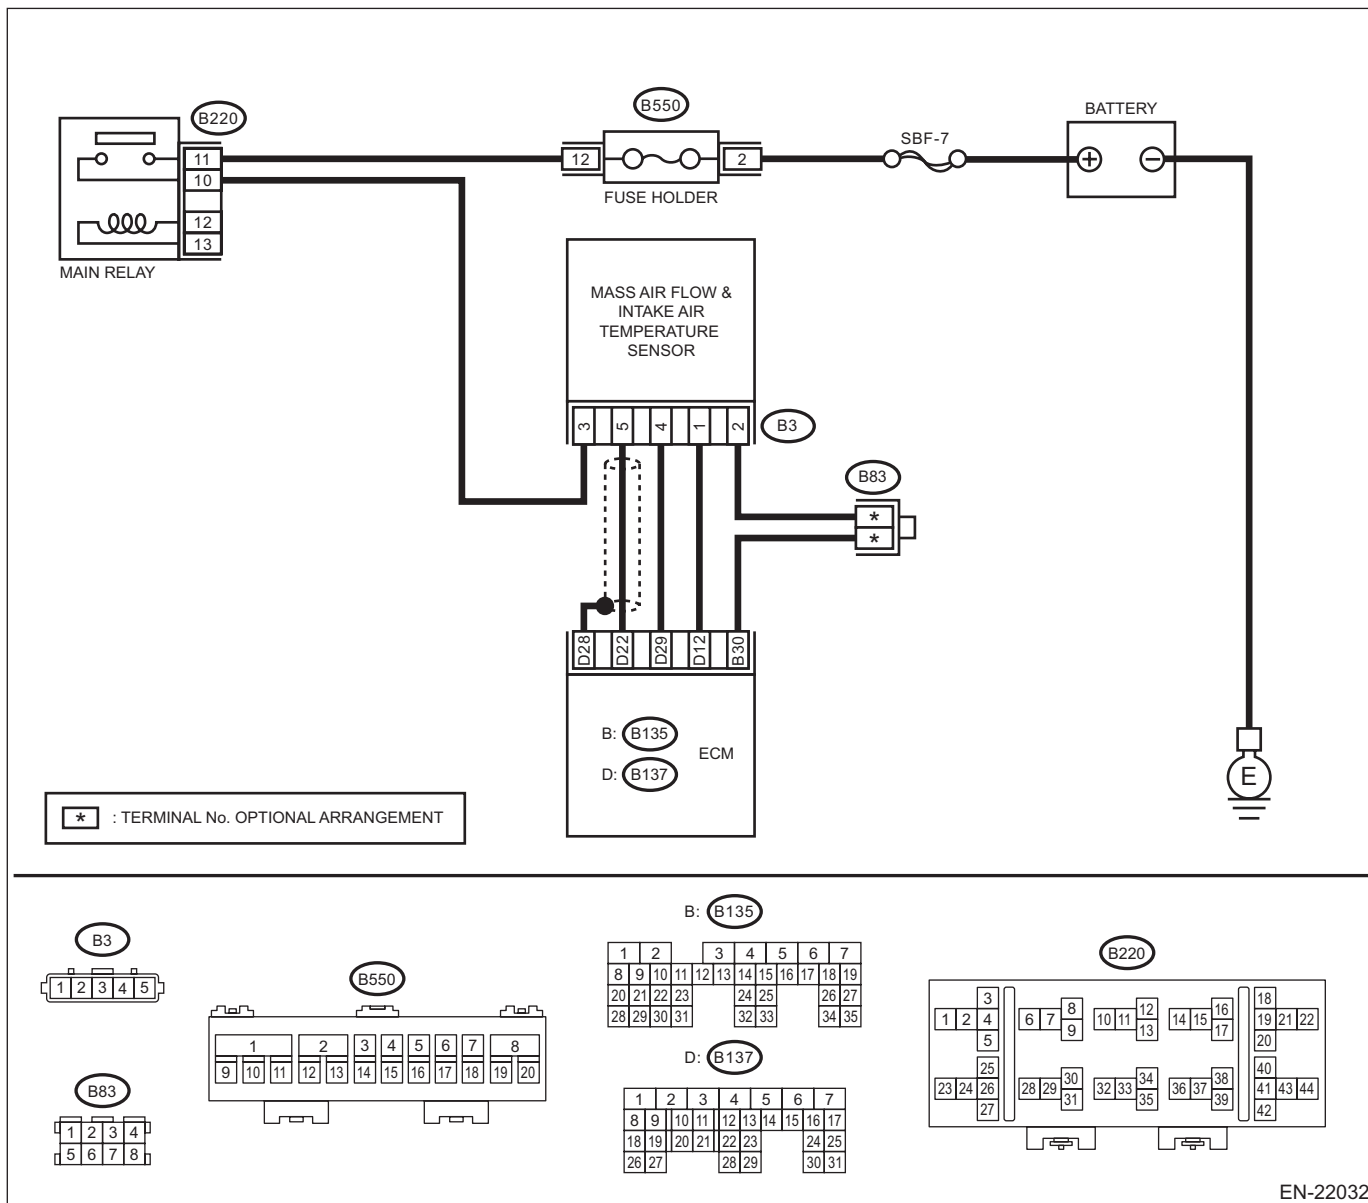 B220
B550
BATTERY
SBF-7
11
12
2
+
−
10
FUSE HOLDER
12
13
MAIN RELAY
MASS AIR FLOW &
INTAKE AIR
TEMPERATURE
SENSOR
3 5 4 1 2
B3
B83
*
*
D28 D22 D29 D12 B30
B: B135
ECM
D: B137
E
* : TERMINAL No. OPTIONAL ARRANGEMENT
B3
1 2 3 4 5
B83
1 2 3 4
5 6 7 8
B550
1 2 3 4 5 6 7 8
9 10 11 12 13 14 15 16 17 18 19 20
B: B135
1 2 3 4 5 6 7
8 9 10 11 12 13 14 15 16 17 18 19
20 21 22 23 24 25 26 27
28 29 30 31 32 33 34 35
D: B137
1 2 3 4 5 6 7
8 9 10 11 12 13 14 15 16 17
18 19 20 21 22 23 24 25
26 27 28 29 30 31
B220
3 8 12 16 18
1 2 4 6 7 10 11 14 15 19 21 22
5 9 13 17 20
25 30 34 38 40
23 24 26 28 29 32 33 36 37 41 43 44
27 31 35 39 42
EN-22032